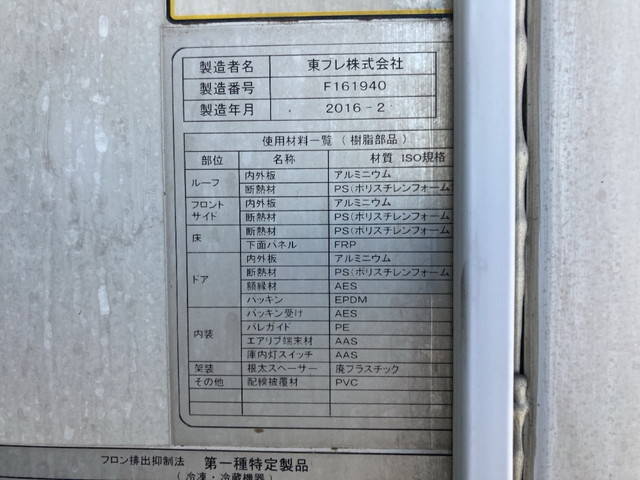 製造者名 東プレ株式会社
製造番号 F161940
製造年月 2016-2
使用材料一覧(樹脂部品)
部位 名称 材質 ISO規格
ルーフ 内外板 アルミニウム
断熱材 PS(ポリスチレンフォーム)
フロントサイド 内外板 アルミニウム
断熱材 PS(ポリスチレンフォーム)
床 断熱材 PS(ポリスチレンフォーム)
下面パネル FRP
ドア 内外板 アルミニウム
断熱材 PS(ポリスチレンフォーム)
額縁材 AES
パッキン EPDM
内装 パッキン受け AES
バレガイド PE
エアリブ端末材 AAS
庫内灯スイッチ AAS
架装 根太スペーサー 廃プラスチック
その他 配線被覆材 PVC
フロン排出抑制法 第一種特定製品
(冷凍・冷蔵機器)